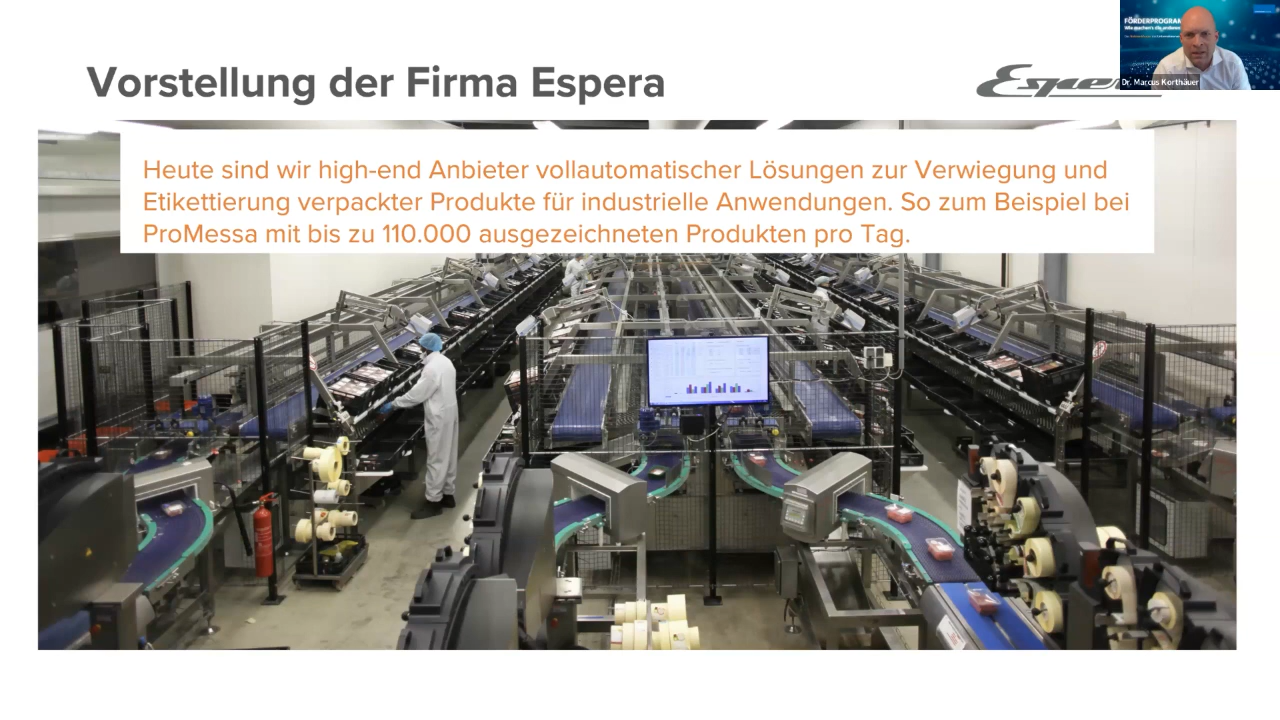 FÖRDERPROGRAM
Vorstellung der Firma Espera
Espe
Dr. Marcus Korthäuer
Heute sind wir high-end Anbieter vollautomatischer Lösungen zur Verwiegung und
Etikettierung verpackter Produkte für industrielle Anwendungen. So zum Beispiel bei
ProMessa mit bis zu 110.000 ausgezeichneten Produkten pro Tag.